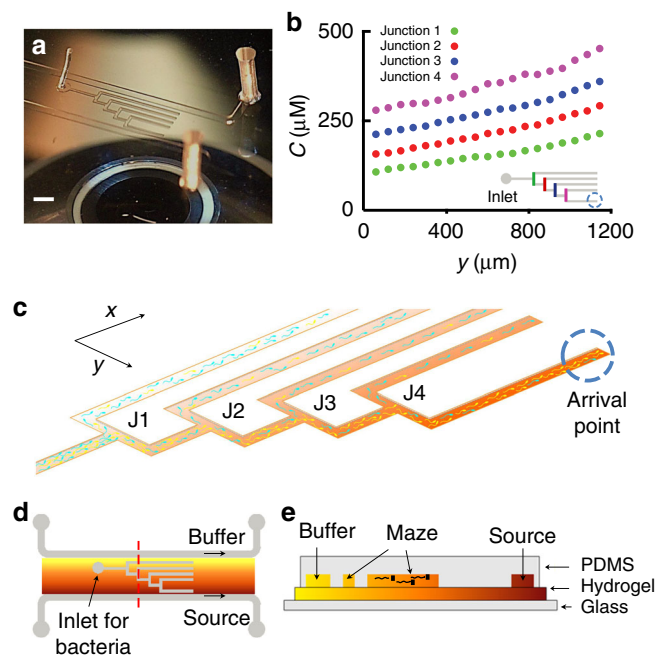 a
b
Junction 1
Junction 2
Junction 3
Junction 4
500
250
0
C (μM)
Inlet
400
800
1200
y (μm)
c
x
y
J1
J2
J3
J4
Arrival
point
d
Buffer
Source
Inlet for
bacteria
e
Buffer
Maze
Source
PDMS
Hydrogel
Glass